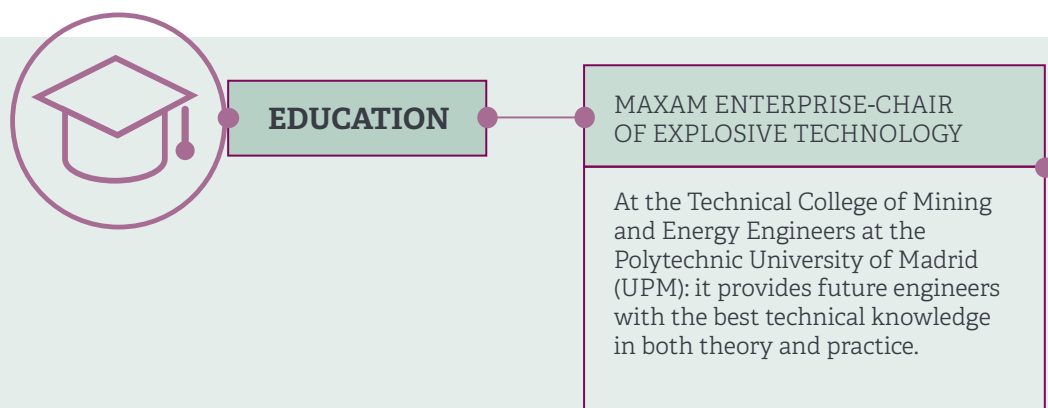 EDUCATION
MAXAM ENTERPRISE-CHAIR
OF EXPLOSIVE TECHNOLOGY
At the Technical College of Mining
and Energy Engineers at the
Polytechnic University of Madrid
(UPM): it provides future engineers
with the best technical knowledge
in both theory and practice.